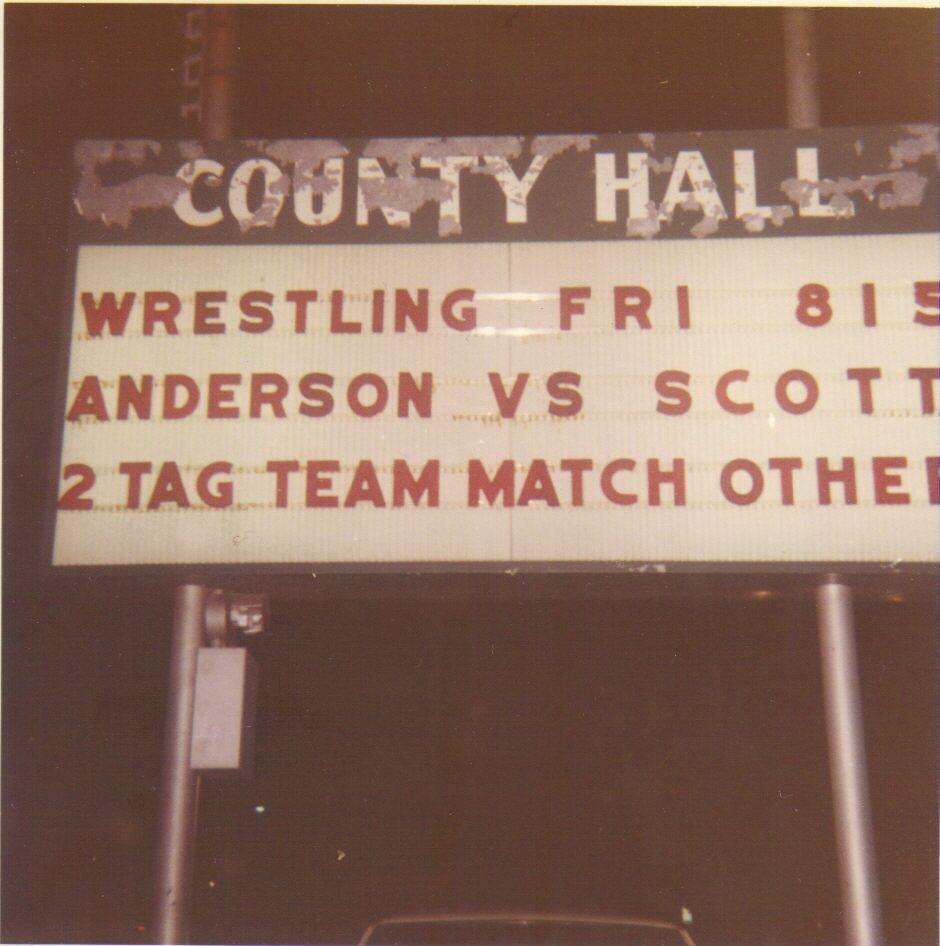 COUNTY HALL
WRESTLING FRI 815
ANDERSON VS SCOTT
2 TAG TEAM MATCH OTHER